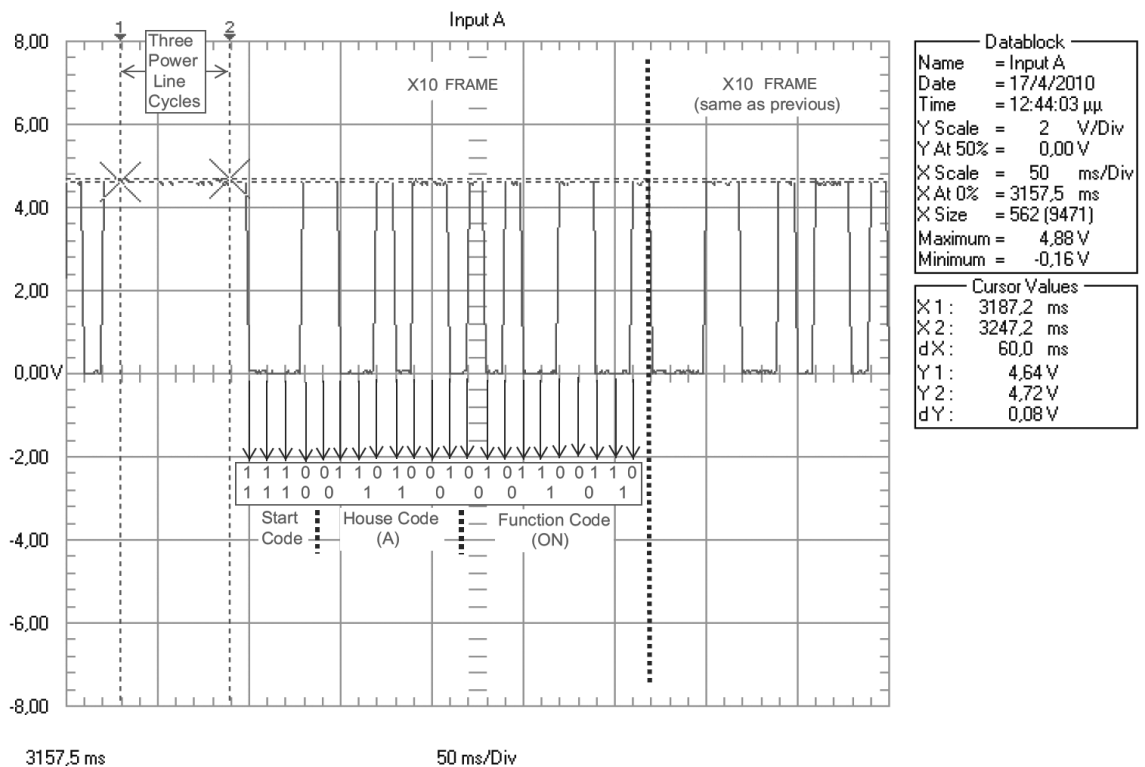 Input A
8,00
6,00
4,00
2,00
0,00V
-2,00
-4,00
-6,00
-8,00
1
2
Three
Power
Line
Cycles
X10 FRAME
X10 FRAME
(same as previous)
1 1 1 0 0 1 1 0 1 0 0 1 0 1 0 1 1 0 0 1 1 0
1 1 1 0 0 1 1 0 0 0 1 0 1
Start
Code
House Code
(A)
Function Code
(ON)
3157,5 ms
50 ms/Div
Datablock
Name = Input A
Date = 17/4/2010
Time = 12:44:03 μμ
Y Scale = 2 V/Div
Y At 50% = 0,00 V
X Scale = 50 ms/Div
X At 0% = 3157,5 ms
X Size = 562 (9471)
Maximum = 4,88 V
Minimum = -0,16 V
Cursor Values
X 1 : 3187,2 ms
X 2 : 3247,2 ms
d X : 60,0 ms
Y 1 : 4,64 V
Y 2 : 4,72 V
d Y : 0,08 V